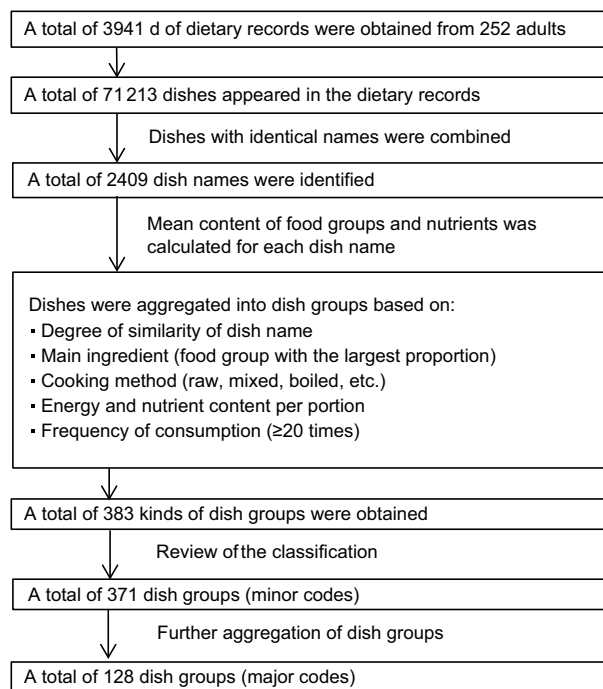 A total of 3941 d of dietary records were obtained from 252 adults
A total of 71 213 dishes appeared in the dietary records
Dishes with identical names were combined
A total of 2409 dish names were identified
Mean content of food groups and nutrients was
calculated for each dish name
Dishes were aggregated into dish groups based on:
· Degree of similarity of dish name
· Main ingredient (food group with the largest proportion)
· Cooking method (raw, mixed, boiled, etc.)
· Energy and nutrient content per portion
· Frequency of consumption (≥20 times)
A total of 383 kinds of dish groups were obtained
Review of the classification
A total of 371 dish groups (minor codes)
Further aggregation of dish groups
A total of 128 dish groups (major codes)